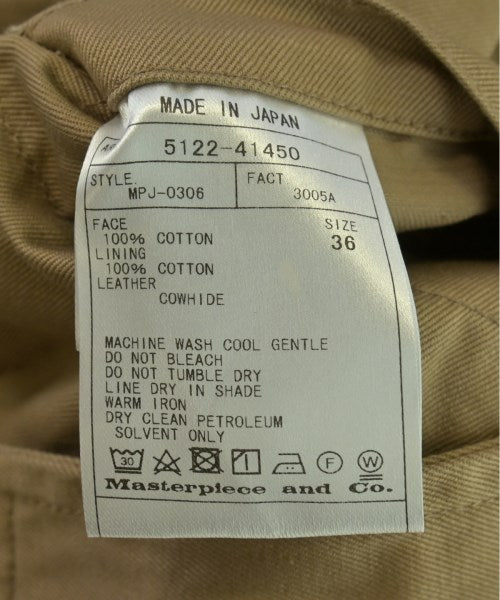 MADE IN JAPAN
5122-41450
STYLE. FACT
MPJ-0306 3005A
FACE SIZE
100% COTTON 36
LINING
100% COTTON
LEATHER
COWHIDE
MACHINE WASH COOL GENTLE
DO NOT BLEACH
DO NOT TUMBLE DRY
LINE DRY IN SHADE
WARM IRON
DRY CLEAN PETROLEUM
SOLVENT ONLY
30 F W
Masterpiece and Co.